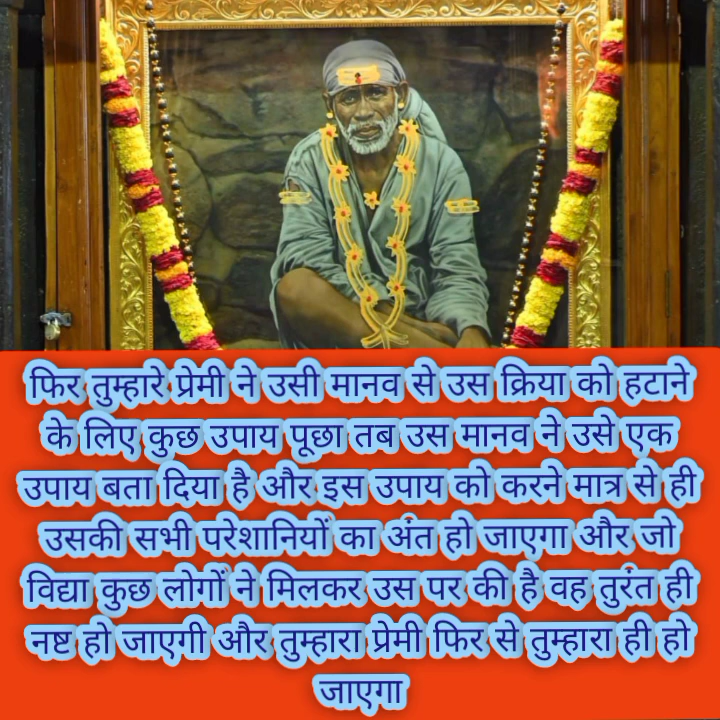 फिर तुम्हारे प्रेमी ने उसी मानव से उस क्रिया को हटाने
के लिए कुछ उपाय पूछा तब उस मानव ने उसे एक
उपाय बता दिया है और इस उपाय को करने मात्र से ही
उसकी सभी परेशानियों का अंत हो जाएगा और जो
विद्या कुछ लोगों ने मिलकर उस पर की है वह तुरंत ही
नष्ट हो जाएगी और तुम्हारा प्रेमी फिर से तुम्हारा ही हो
जाएगा